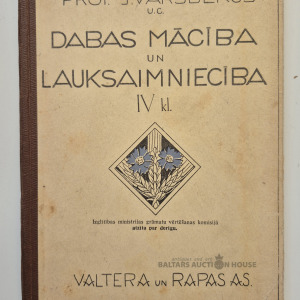 PROF. J. VĀRSBERGS
U.C.
DABAS MĀCĪBA
UN
LAUKSAIMNIECĪBA
IV kl.
Izglītības ministrijas grāmatu vērtēšanas komisijā
atzīta par derīgu.
BALTARS AUCTION HOUSE
VALTERA UN RAPAS A.S.